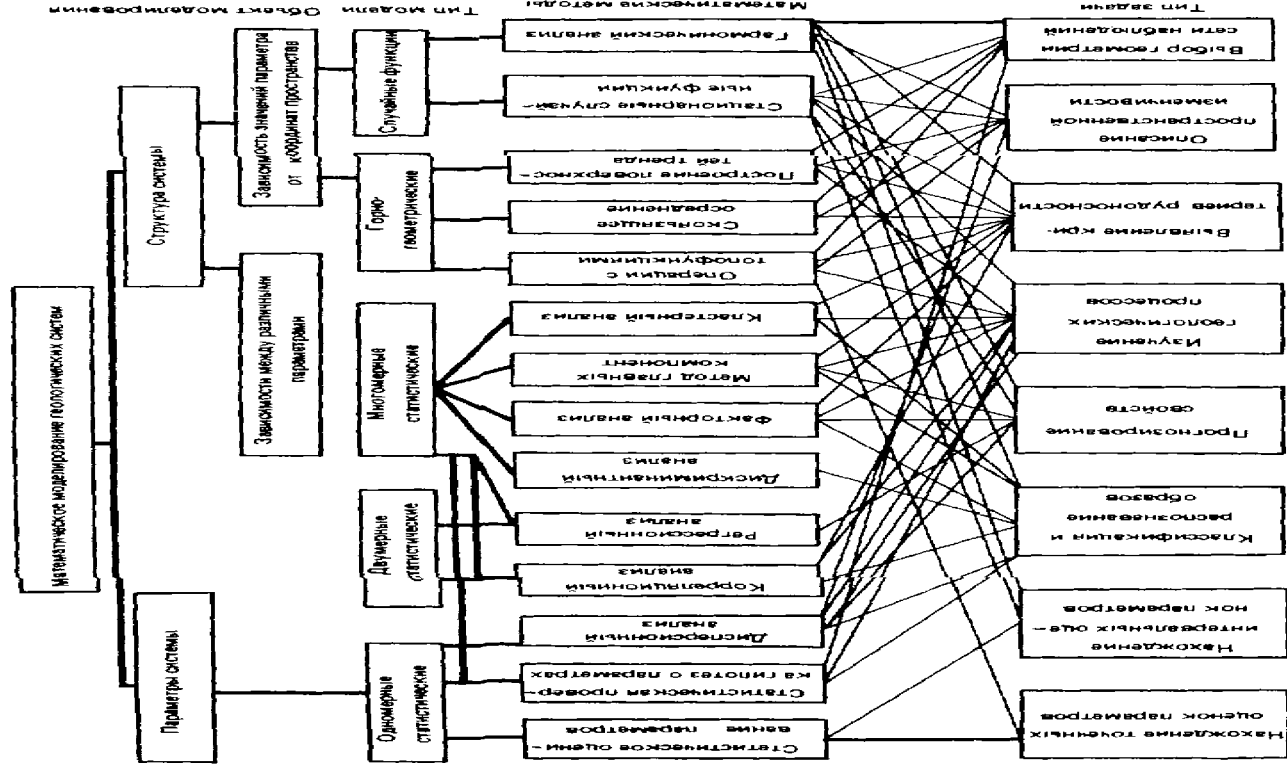 Математическое моделирование геологических систем
Параметры системы
Структура системы
Объект моделирования
Зависимости между различными
параметрами
Зависимость значений параметра
от координат пространства
Тип модели
Одномерные
статистические
Двумерные
статистические
Многомерные
статистические
Горно-
геометрические
Случайные функции
Математические методы
Статистическое оцени-
вание параметров
Статистическая провер-
ка гипотез о параметрах
Дисперсионный
анализ
Корреляционный
анализ
Регрессионный
анализ
Дискриминантный
анализ
Факторный анализ
Метод главных
компонент
Кластерный анализ
Операции с
топофункциями
Скользящее
осреднение
Построение поверхнос-
тей тренда
Стационарные случай-
ные функции
Гармонический анализ
Тип задачи
Нахождение точечных
оценок параметров
Нахождение
интервальных оце-
нок параметров
Классификация и
распознавание
образов
Прогнозирование
свойств
Изучение
геологических
процессов
Выявление кри-
териев рудоносности
Описание
пространственной
изменчивости
Выбор геометрии
сети наблюдений